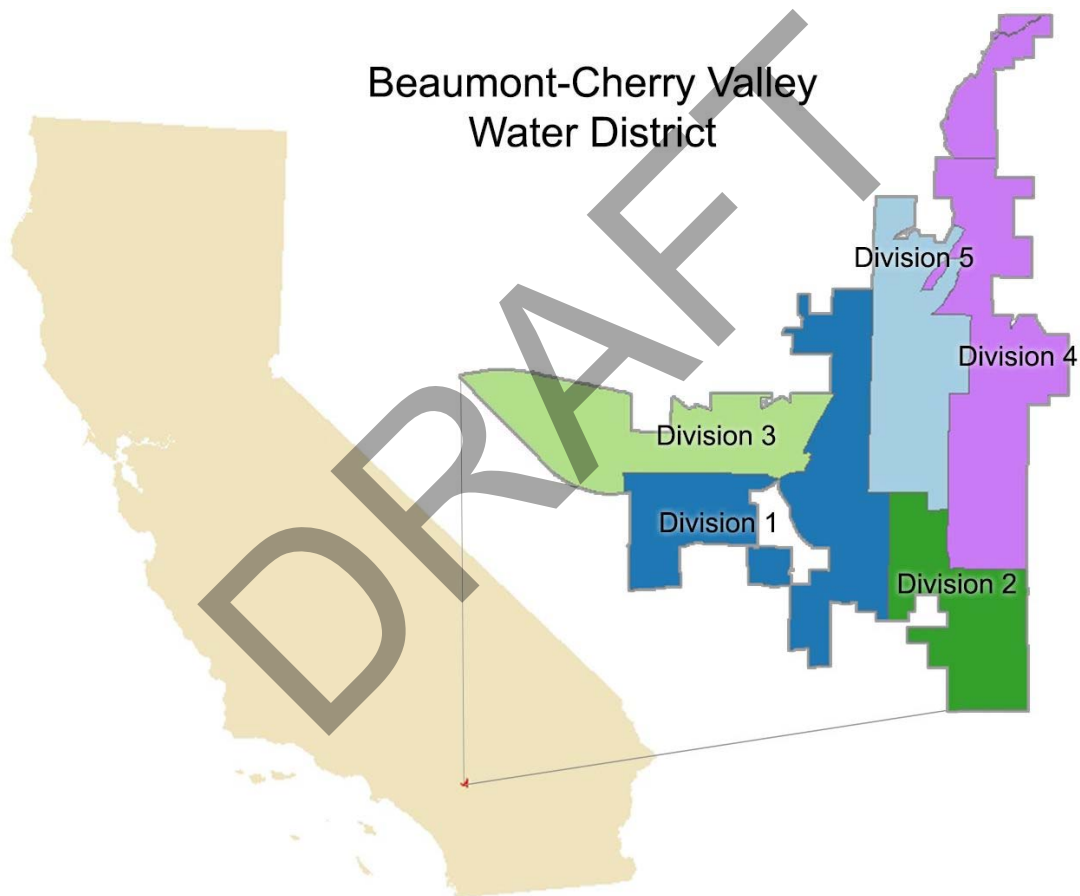 Beaumont-Cherry Valley
Water District
DRAFT
Division 5
Division 4
Division 3
Division 1
Division 2